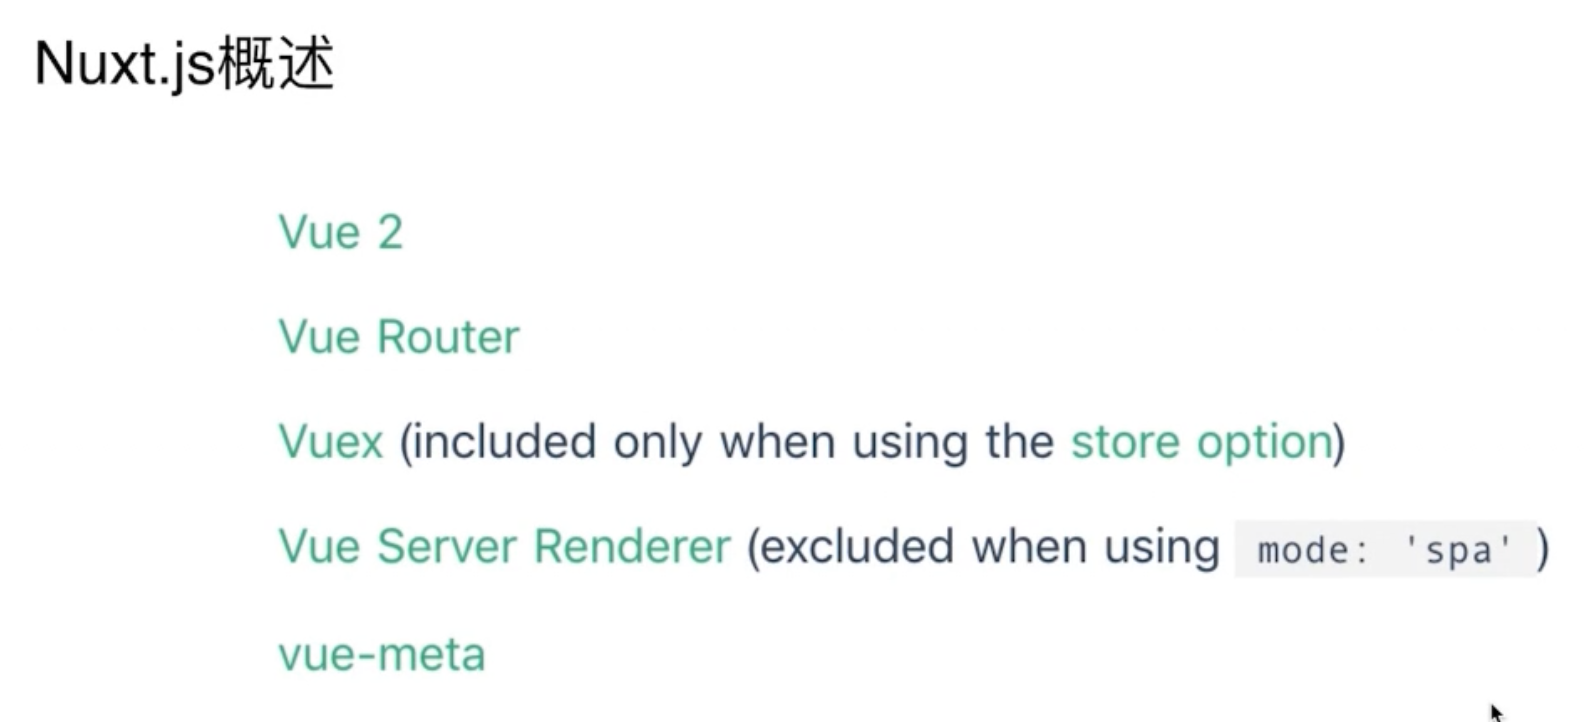 Nuxt.js概述
Vue 2
Vue Router
Vuex (included only when using the store option)
Vue Server Renderer (excluded when using mode: 'spa')
vue-meta